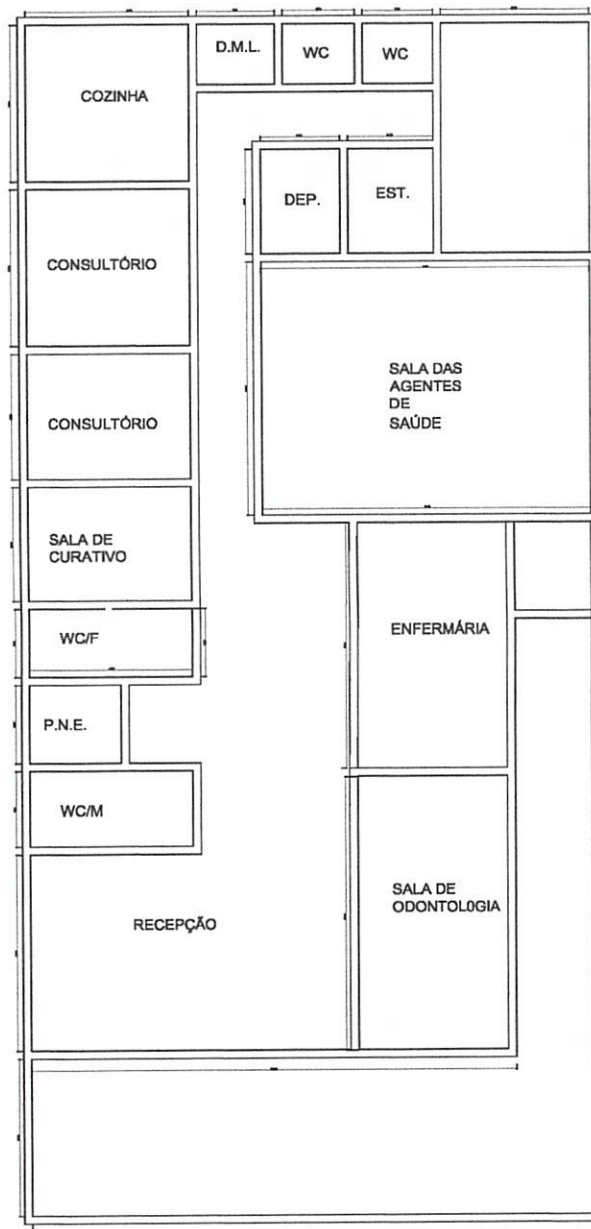 D.M.L.
WC
WC
COZINHA
DEP.
EST.
CONSULTÓRIO
SALA DAS
AGENTES
DE
SAÚDE
CONSULTÓRIO
SALA DE
CURATIVO
WC/F
ENFERMÁRIA
P.N.E.
WC/M
SALA DE
ODONTOL0GIA
RECEPÇÃO